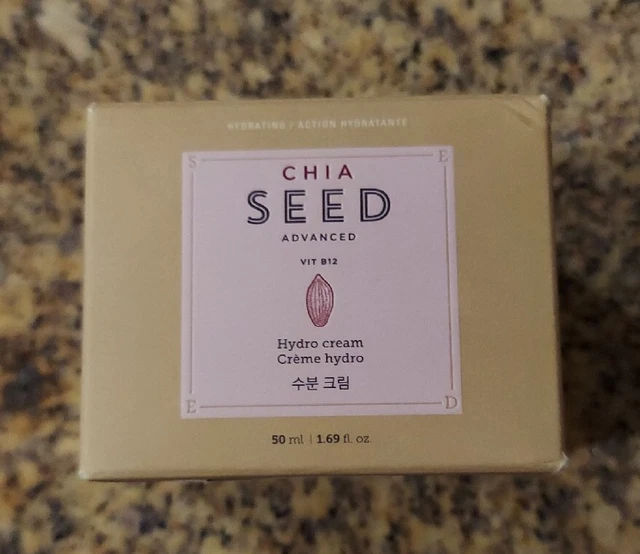 HYDRATING / ACTION HYDRATANTE
S E
CHIA
SEED
ADVANCED
VIT B12
Hydro cream
Crème hydro
수분 크림
E D
50 ml | 1.69 fl. oz.